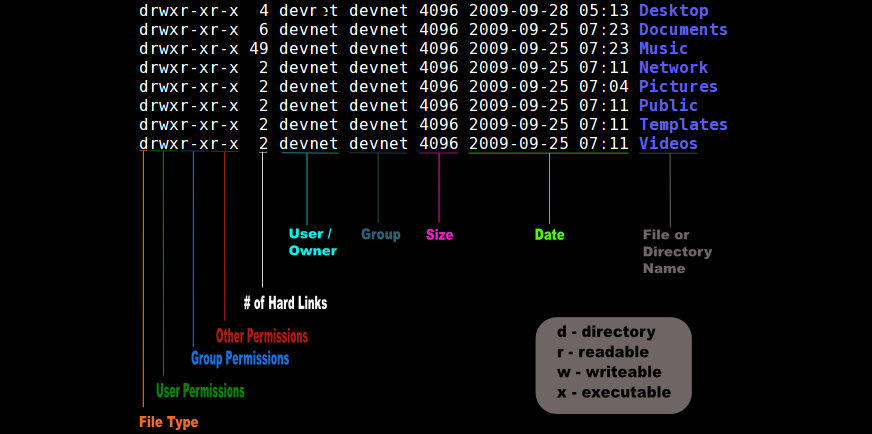 drwxr-xr-x 4 devnet devnet 4096 2009-09-28 05:13 Desktop
drwxr-xr-x 6 devnet devnet 4096 2009-09-25 07:23 Documents
drwxr-xr-x 49 devnet devnet 4096 2009-09-25 07:23 Music
drwxr-xr-x 2 devnet devnet 4096 2009-09-25 07:11 Network
drwxr-xr-x 2 devnet devnet 4096 2009-09-25 07:04 Pictures
drwxr-xr-x 2 devnet devnet 4096 2009-09-25 07:11 Public
drwxr-xr-x 2 devnet devnet 4096 2009-09-25 07:11 Templates
drwxr-xr-x 2 devnet devnet 4096 2009-09-25 07:11 Videos
User /
Owner
Group
Size
Date
File or
Directory
Name
# of Hard Links
Other Permissions
Group Permissions
User Permissions
File Type
d - directory
r - readable
w - writeable
x - executable